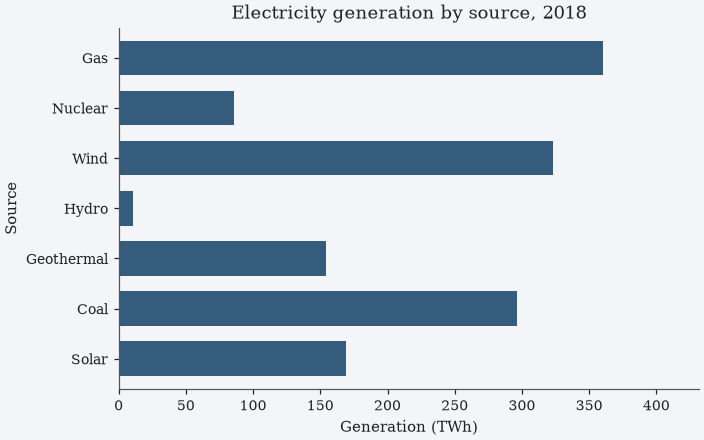 Electricity generation by source, 2018
Source
Gas
Nuclear
Wind
Hydro
Geothermal
Coal
Solar
0 50 100 150 200 250 300 350 400
Generation (TWh)